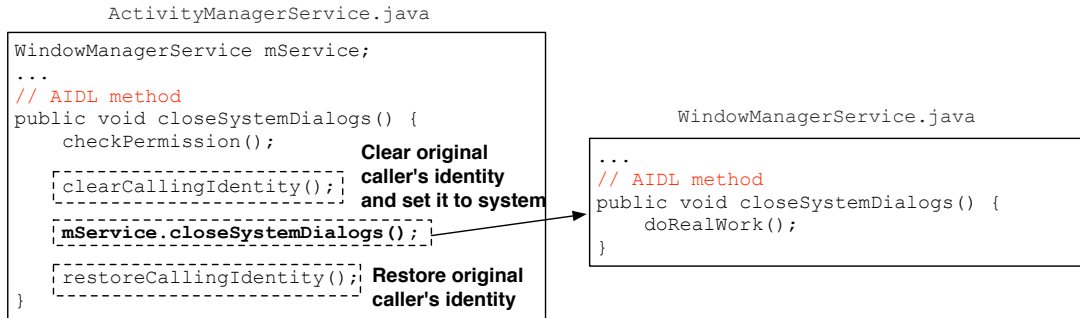 ActivityManagerService.java
WindowManagerService mService;
...
// AIDL method
public void closeSystemDialogs() {
checkPermission();
Clear original
caller's identity
and set it to system
clearCallingIdentity();
mService.closeSystemDialogs();
restoreCallingIdentity();
Restore original
caller's identity
}
WindowManagerService.java
...
// AIDL method
public void closeSystemDialogs() {
doRealWork();
}